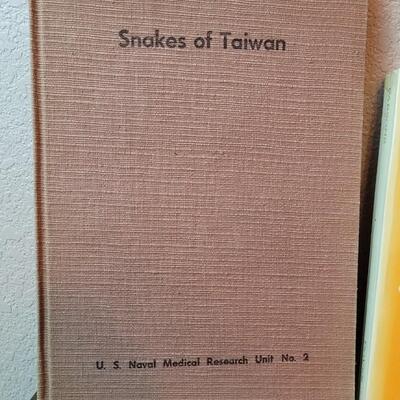 Snakes of Taiwan
U. S. Naval Medical Research Unit No. 2